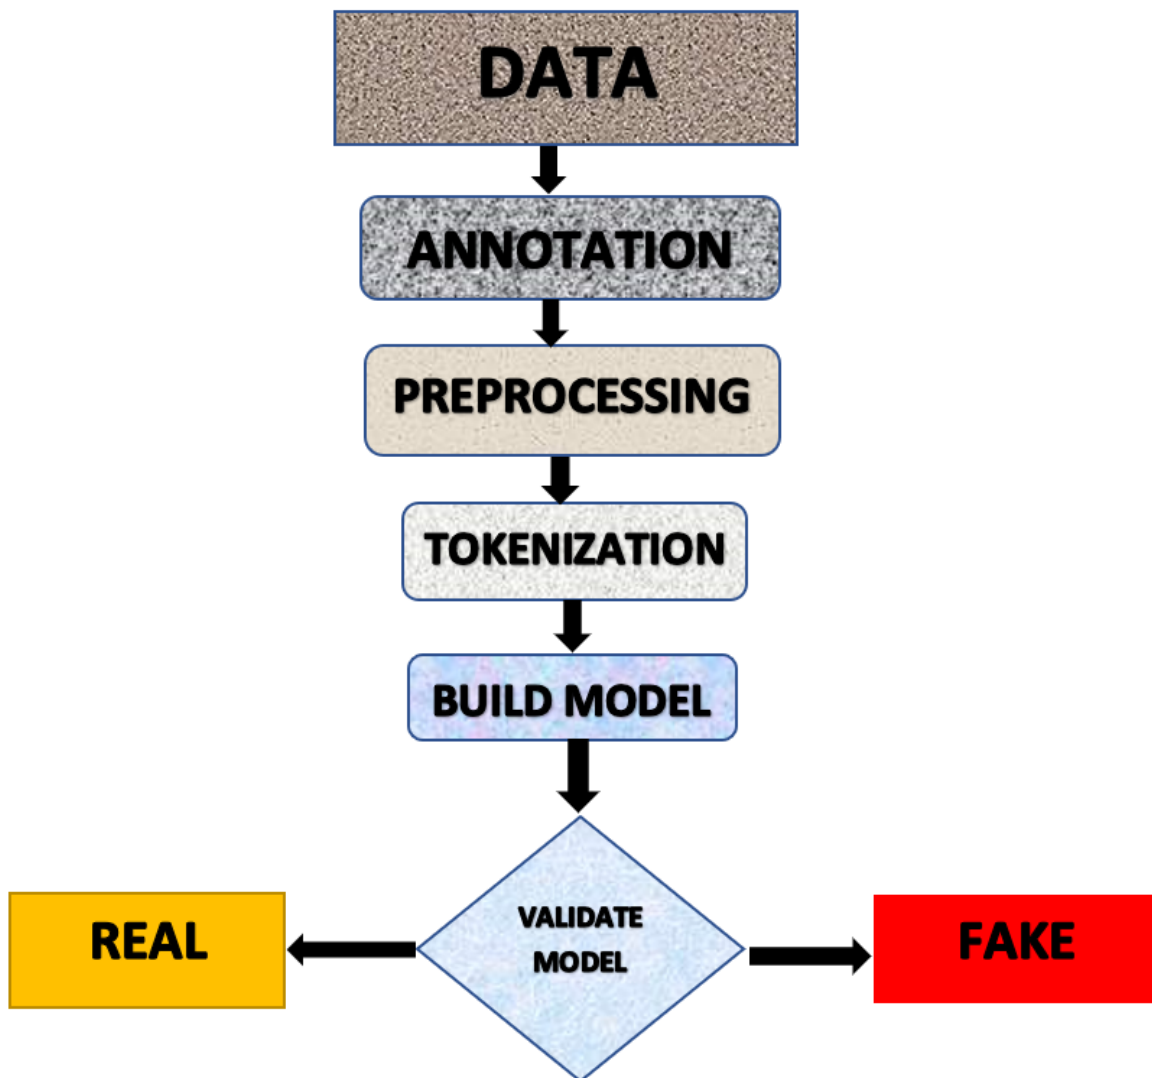 DATA
ANNOTATION
PREPROCESSING
TOKENIZATION
BUILD MODEL
VALIDATE
MODEL
REAL
FAKE